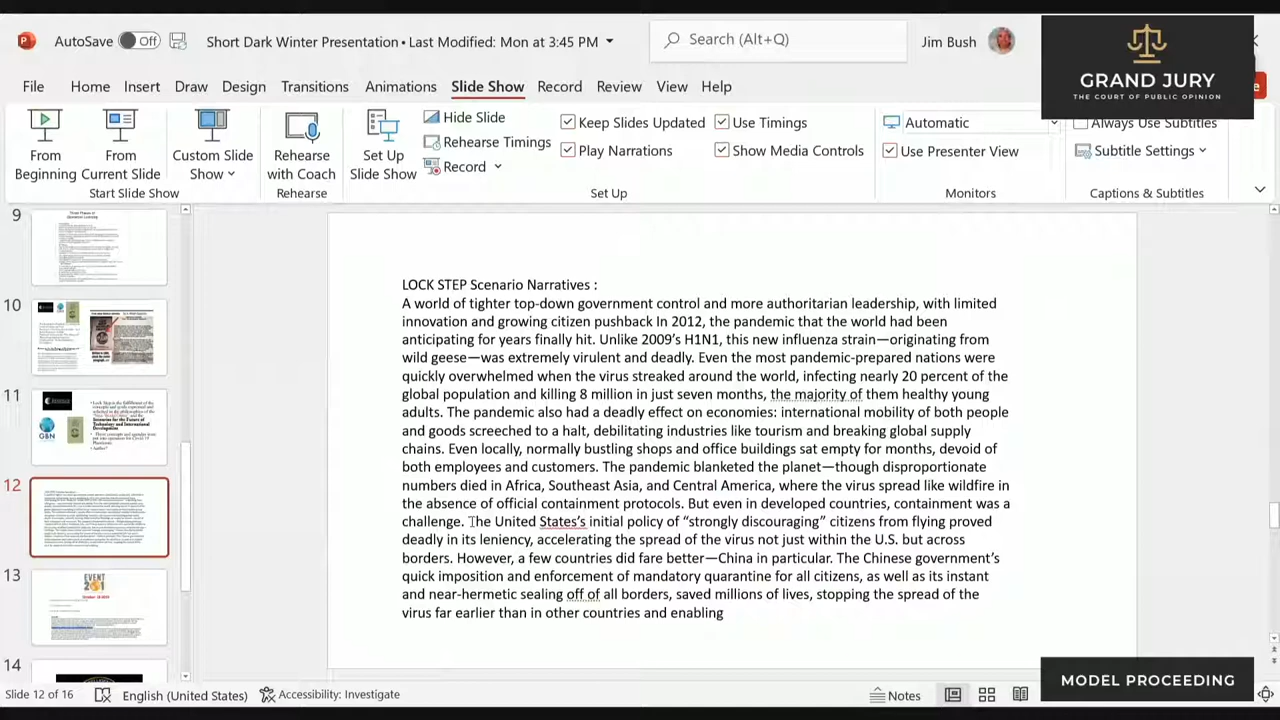 AutoSave Off Short Dark Winter Presentation • Last Modified: Mon at 3:45 PM Search (Alt+Q) Jim Bush
GRAND JURY
THE COURT OF PUBLIC OPINION
File Home Insert Draw Design Transitions Animations Slide Show Record Review View Help
From Beginning
From Current Slide
Start Slide Show
Custom Slide Show
Rehearse with Coach
Rehearse
Set Up Slide Show
Hide Slide
Rehearse Timings
Record
Keep Slides Updated
Play Narrations
Use Timings
Show Media Controls
Set Up
Automatic
Use Presenter View
Monitors
Always Use Subtitles
Subtitle Settings
Captions & Subtitles
9
10
11
12
13
EVENT
201
14
LOCK STEP Scenario Narratives :
A world of tighter top-down government control and more authoritarian leadership, with limited
innovation and growing citizen pushback In 2012, the pandemic that the world had been
anticipating for years finally hit. Unlike 2009's H1N1, this new influenza strain—originating from
wild geese—was extremely virulent and deadly. Even the most pandemic-prepared nations were
quickly overwhelmed when the virus streaked around the world, infecting nearly 20 percent of the
global population and killing 8 million in just seven months, the majority of them healthy young
adults. The pandemic also had a deadly effect on economies: international mobility of both people
and goods screeched to a halt, debilitating industries like tourism and breaking global supply
chains. Even locally, normally bustling shops and office buildings sat empty for months, devoid of
both employees and customers. The pandemic blanketed the planet—though disproportionate
numbers died in Africa, Southeast Asia, and Central America, where the virus spread like wildfire in
the absence of official containment protocols. But even in developed countries, containment was a
challenge. The United States's initial policy of “strongly discouraging” citizens from flying proved
deadly in its leniency, accelerating the spread of the virus not just within the U.S. but across
borders. However, a few countries did fare better—China in particular. The Chinese government's
quick imposition and enforcement of mandatory quarantine for all citizens, as well as its instant
and near-hermetic sealing off of all borders, saved millions of lives, stopping the spread of the
virus far earlier than in other countries and enabling
MODEL PROCEEDING
Slide 12 of 16 English (United States) Accessibility: Investigate Notes